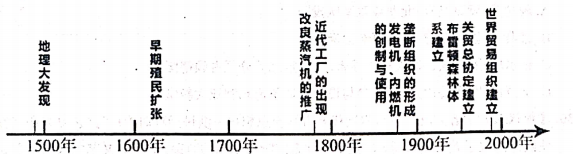 地理大发现
早期殖民扩张
改良蒸汽机的推广
近代工厂的出现
发电机、内燃机
的创制与使用
垄断组织的形成
布雷顿森林体
系建立
关贸总协定建立
世界贸易组织建立
1500年
1600年
1700年
1800年
1900年
2000年